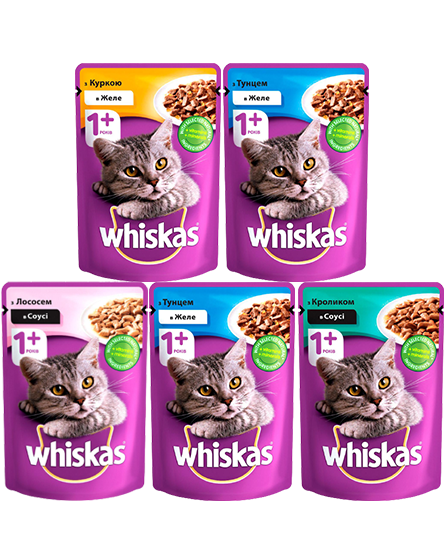 з Куркою
в Желе
1+
РОКІВ
whiskas
з Тунцем
в Желе
1+
РОКІВ
whiskas
з Лососем
в Соусі
1+
РОКІВ
whiskas
з Тунцем
в Желе
1+
РОКІВ
whiskas
з Кроликом
в Соусі
1+
РОКІВ
whiskas